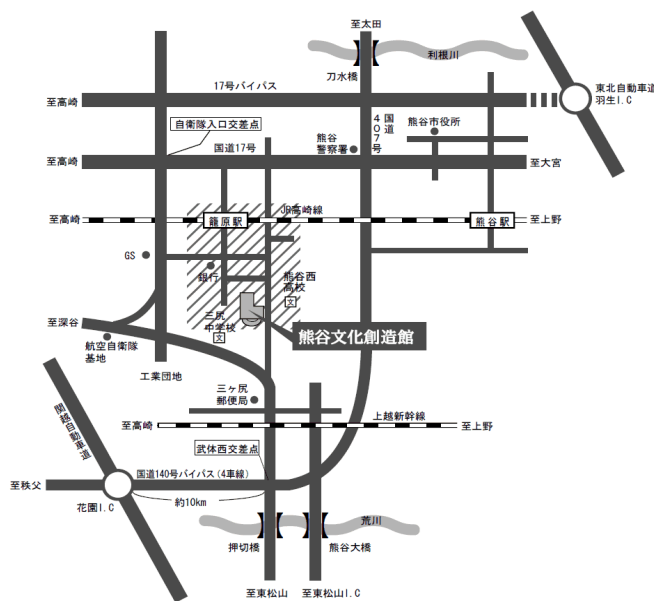 至太田
利根川
刀水橋
17号バイパス
至高崎
東北自動車道
羽生I.C
自衛隊入口交差点
国道407号
熊谷市役所
熊谷
警察署
国道17号
至高崎
至大宮
JR高崎線
至高崎
籠原駅
熊谷駅
至上野
GS
銀行
熊谷西
高校
文
三尻
中学校
文
熊谷文化創造館
至深谷
航空自衛隊
基地
工業団地
三ヶ尻
郵便局
関越自動車道
上越新幹線
至高崎
至上野
武体西交差点
国道140号バイパス(4車線)
至秩父
約10km
花園I.C
荒川
押切橋
熊谷大橋
至東松山
至東松山I.C